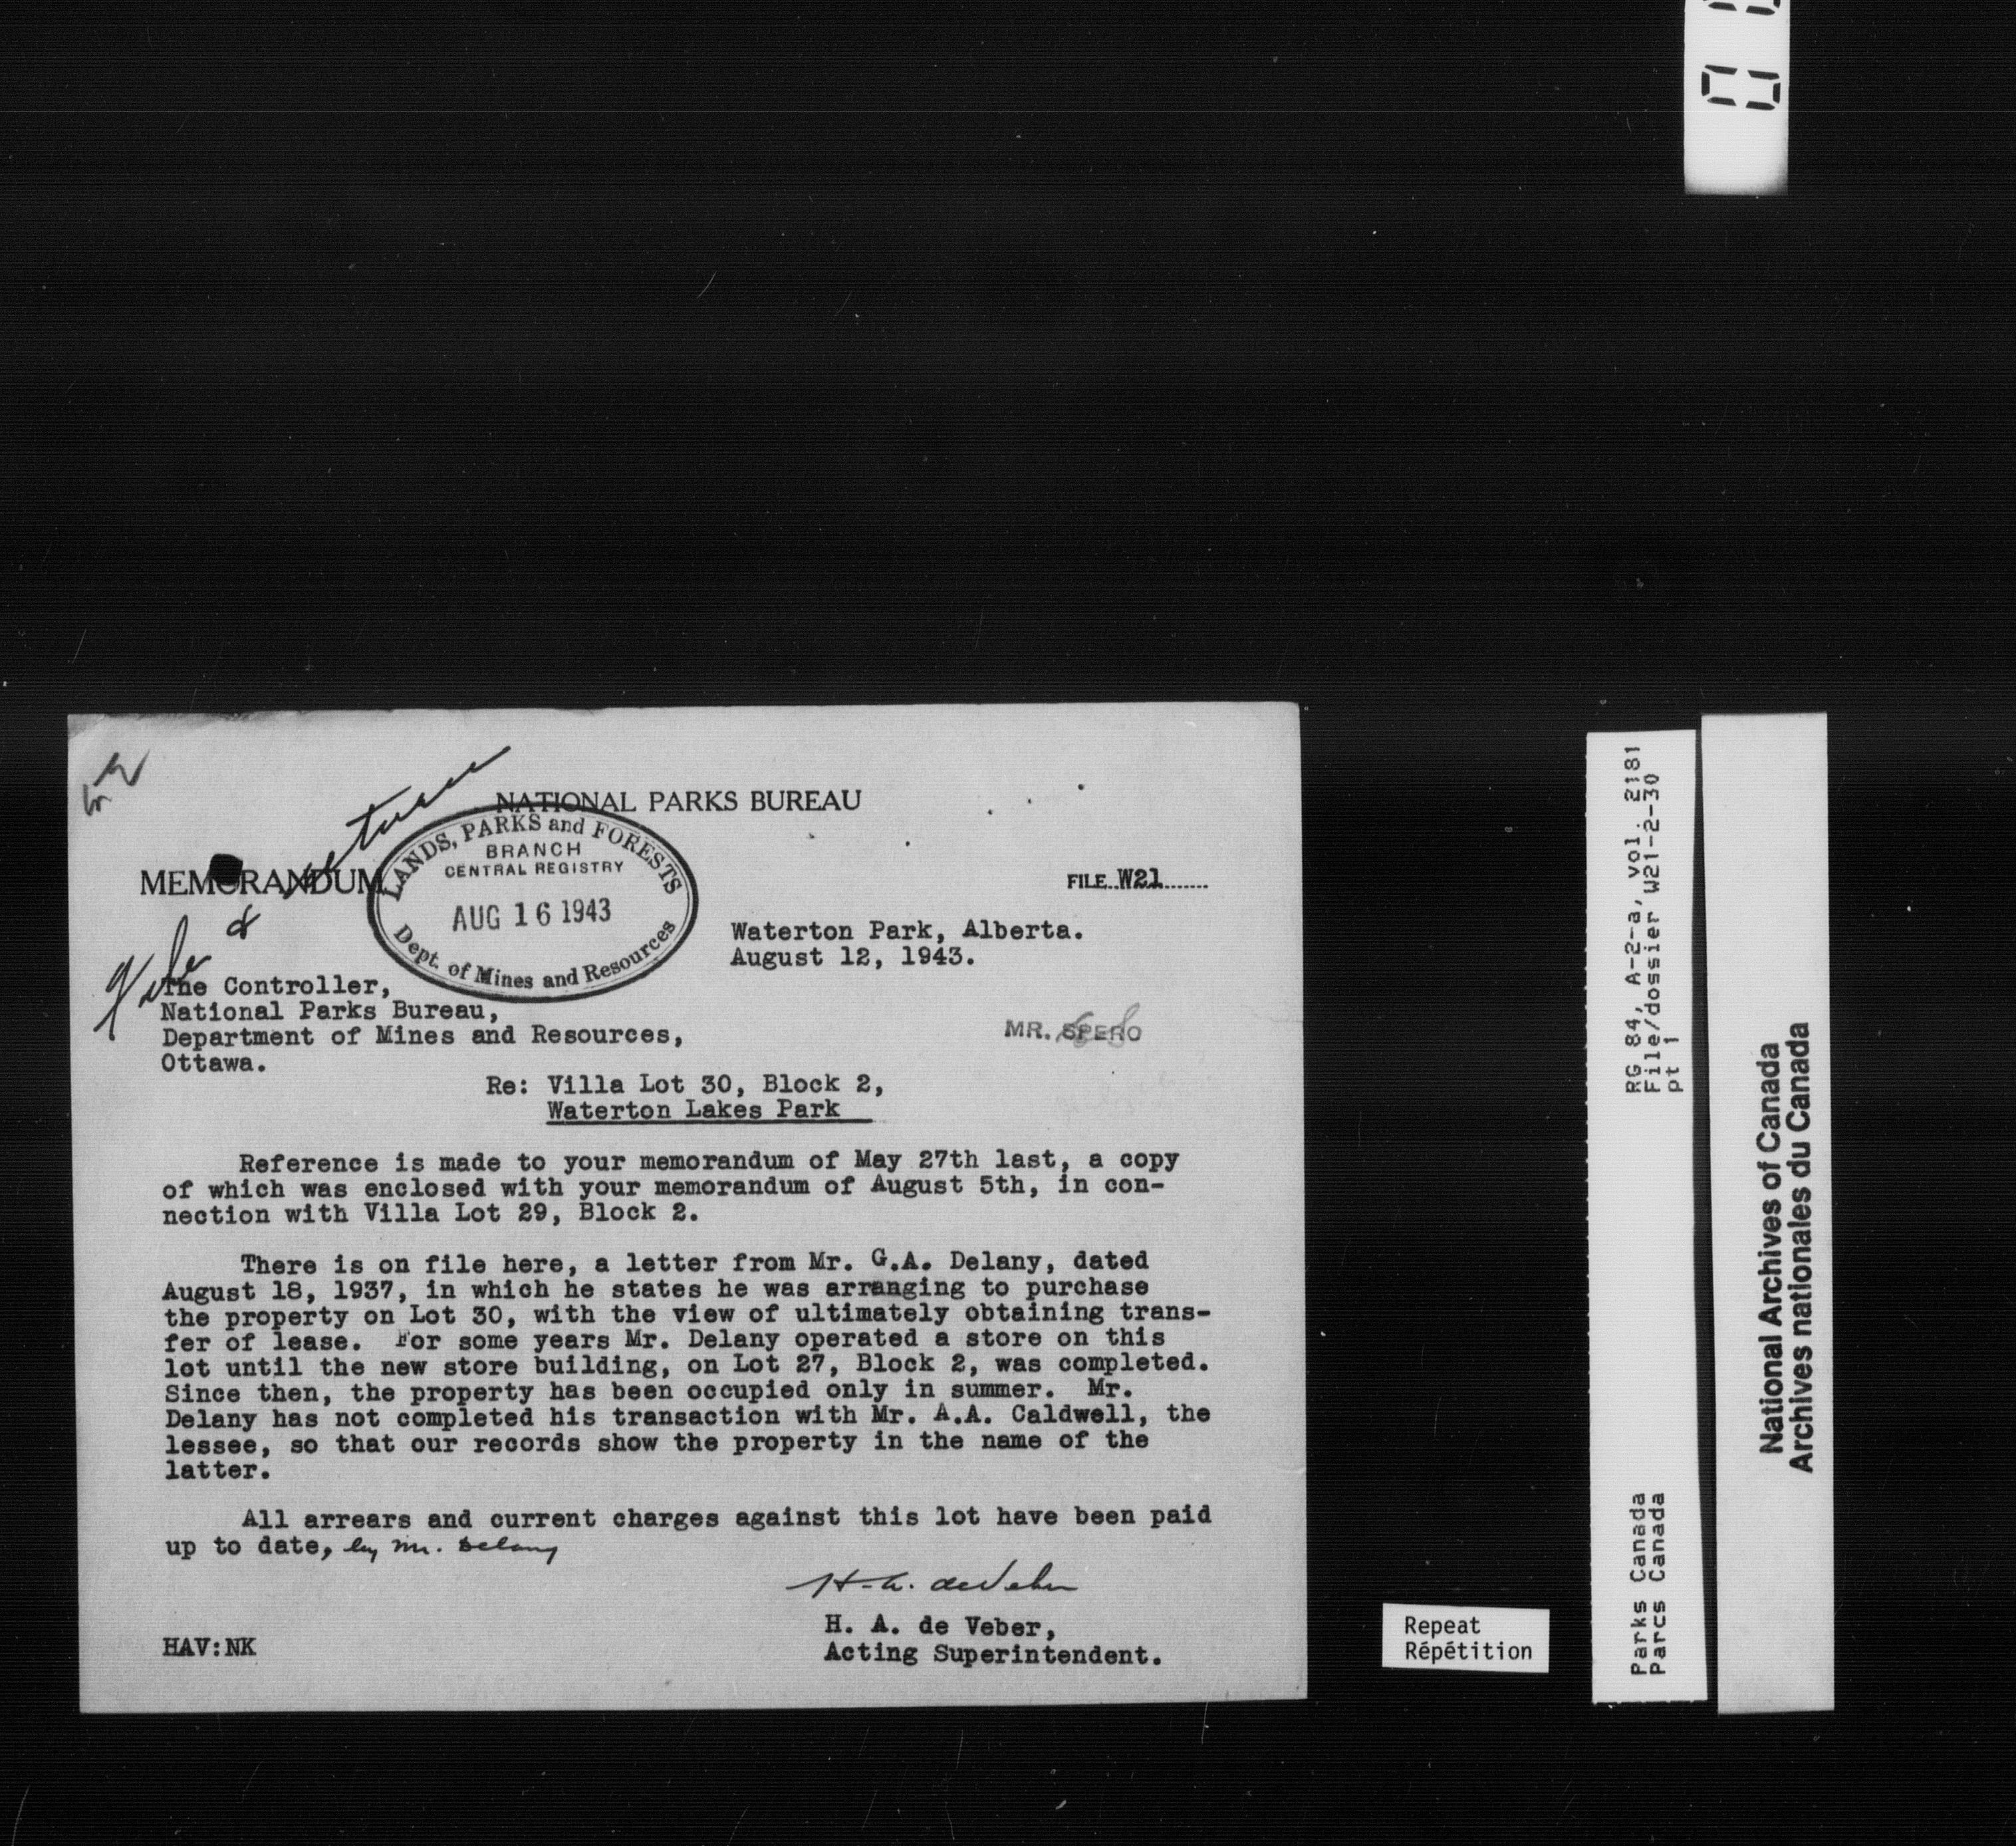 NATIONAL PARKS BUREAU
LANDS, PARKS and FORESTS
BRANCH
CENTRAL REGISTRY
AUG 16 1943
Dept. of Mines and Resources
MEMORANDUM
FILE W21
Waterton Park, Alberta.
August 12, 1943.
The Controller,
National Parks Bureau,
Department of Mines and Resources,
Ottawa.
MR. SPERO
Re: Villa Lot 30, Block 2,
Waterton Lakes Park
Reference is made to your memorandum of May 27th last, a copy
of which was enclosed with your memorandum of August 5th, in con-
nection with Villa Lot 29, Block 2.
There is on file here, a letter from Mr. G.A. Delany, dated
August 18, 1937, in which he states he was arranging to purchase
the property on Lot 30, with the view of ultimately obtaining trans-
fer of lease. For some years Mr. Delany operated a store on this
lot until the new store building, on Lot 27, Block 2, was completed.
Since then, the property has been occupied only in summer. Mr.
Delany has not completed his transaction with Mr. A.A. Caldwell, the
lessee, so that our records show the property in the name of the
latter.
All arrears and current charges against this lot have been paid
up to date, by Mr. Delany
H. A. deVeber
H. A. de Veber,
Acting Superintendent.
HAV:NK
Repeat
Répétition
RG 84, A-2-a, vol. 2181
File/dossier W21-2-30
pt 1
Parks Canada
Parcs Canada
National Archives of Canada
Archives nationales du Canada